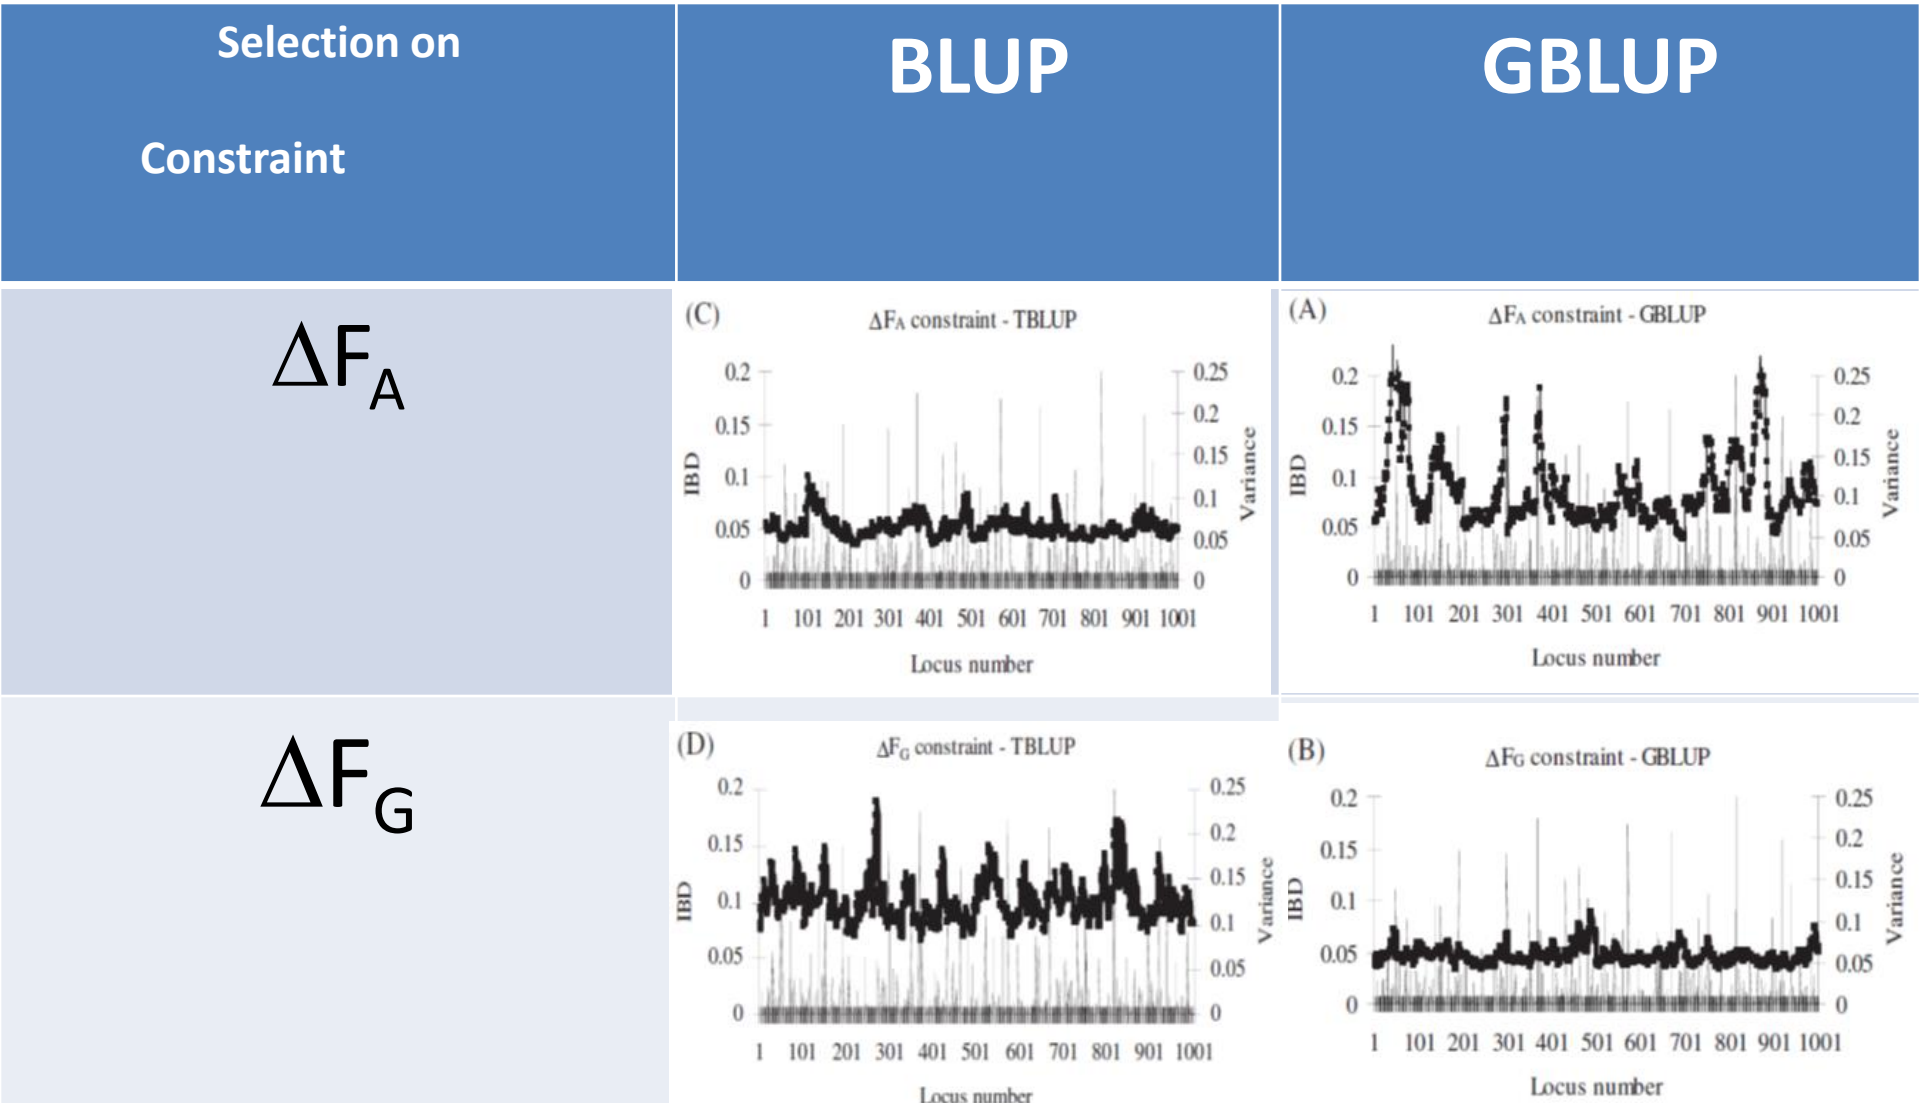 Selection on
Constraint
BLUP
GBLUP
ΔF_A
(C)
ΔFA constraint - TBLUP
0.2
0.15
0.1
0.05
0
IBD
0.25
0.2
0.15
0.1
0.05
0
Variance
1 101 201 301 401 501 601 701 801 901 1001
Locus number
(A)
ΔFA constraint - GBLUP
0.2
0.15
0.1
0.05
0
IBD
0.25
0.2
0.15
0.1
0.05
0
Variance
1 101 201 301 401 501 601 701 801 901 1001
Locus number
ΔF_G
(D)
ΔFG constraint - TBLUP
0.2
0.15
0.1
0.05
0
IBD
0.25
0.2
0.15
0.1
0.05
0
Variance
1 101 201 301 401 501 601 701 801 901 1001
Locus number
(B)
ΔFG constraint - GBLUP
0.2
0.15
0.1
0.05
0
IBD
0.25
0.2
0.15
0.1
0.05
0
Variance
1 101 201 301 401 501 601 701 801 901 1001
Locus number